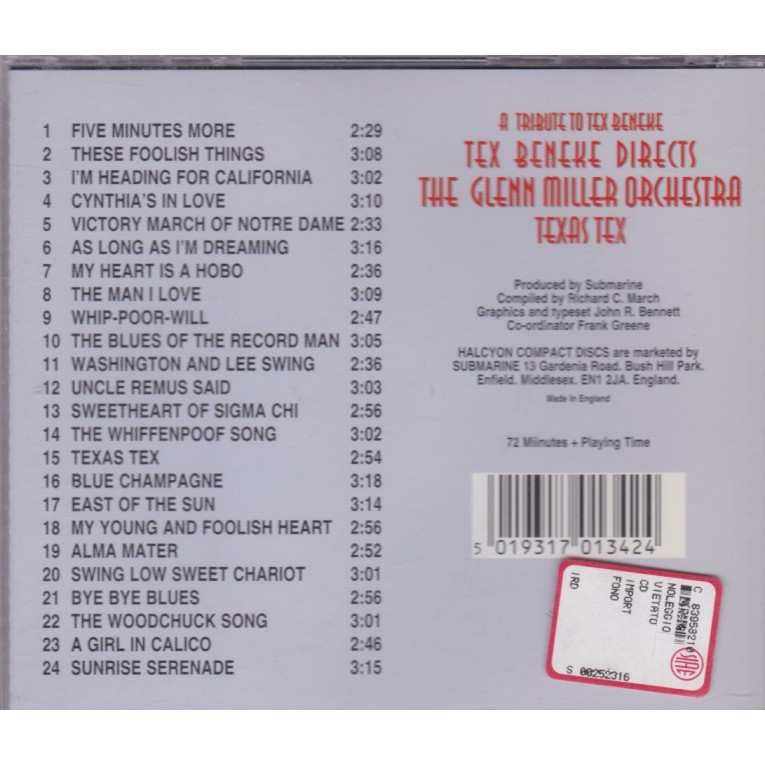 1 FIVE MINUTES MORE 2:29
2 THESE FOOLISH THINGS 3:08
3 I'M HEADING FOR CALIFORNIA 3:02
4 CYNTHIA'S IN LOVE 3:10
5 VICTORY MARCH OF NOTRE DAME 2:33
6 AS LONG AS I'M DREAMING 3:16
7 MY HEART IS A HOBO 2:36
8 THE MAN I LOVE 3:09
9 WHIP-POOR-WILL 2:47
10 THE BLUES OF THE RECORD MAN 3:05
11 WASHINGTON AND LEE SWING 2:36
12 UNCLE REMUS SAID 3:03
13 SWEETHEART OF SIGMA CHI 2:56
14 THE WHIFFENPOOF SONG 3:02
15 TEXAS TEX 2:54
16 BLUE CHAMPAGNE 3:18
17 EAST OF THE SUN 3:14
18 MY YOUNG AND FOOLISH HEART 2:56
19 ALMA MATER 2:52
20 SWING LOW SWEET CHARIOT 3:01
21 BYE BYE BLUES 2:56
22 THE WOODCHUCK SONG 3:02
23 A GIRL IN CALICO 2:46
24 SUNRISE SERENADE 3:15
A TRIBUTE TO TEX BENEKE
TEX BENEKE DIRECTS
THE GLENN MILLER ORCHESTRA
TEXAS TEX
Produced by Submarine
Compiled by Richard C. March
Graphics and typeset John R. Bennett
Co-ordinator Frank Greene
HALCYON COMPACT DISCS are marketed by
SUBMARINE 13 Gardenia Road. Bush Hill Park.
Enfield. Middlesex. EN1 2JA. England.
Made in England
72 Miinutes + Playing Time
5 019317 013424
C 83958210
NOLEGGIO
VIETATO
CD
IMPORT
FONO
IRD
S 00252316
SIAE